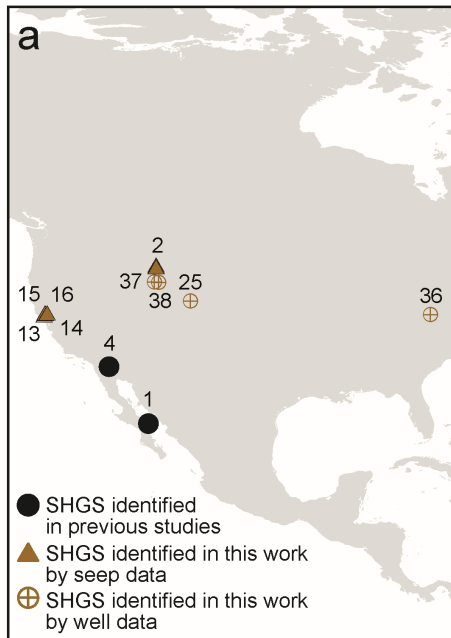 a
2
37
25
38
36
15 16
13 14
4
1
SHGS identified
in previous studies
SHGS identified in this work
by seep data
SHGS identified in this work
by well data